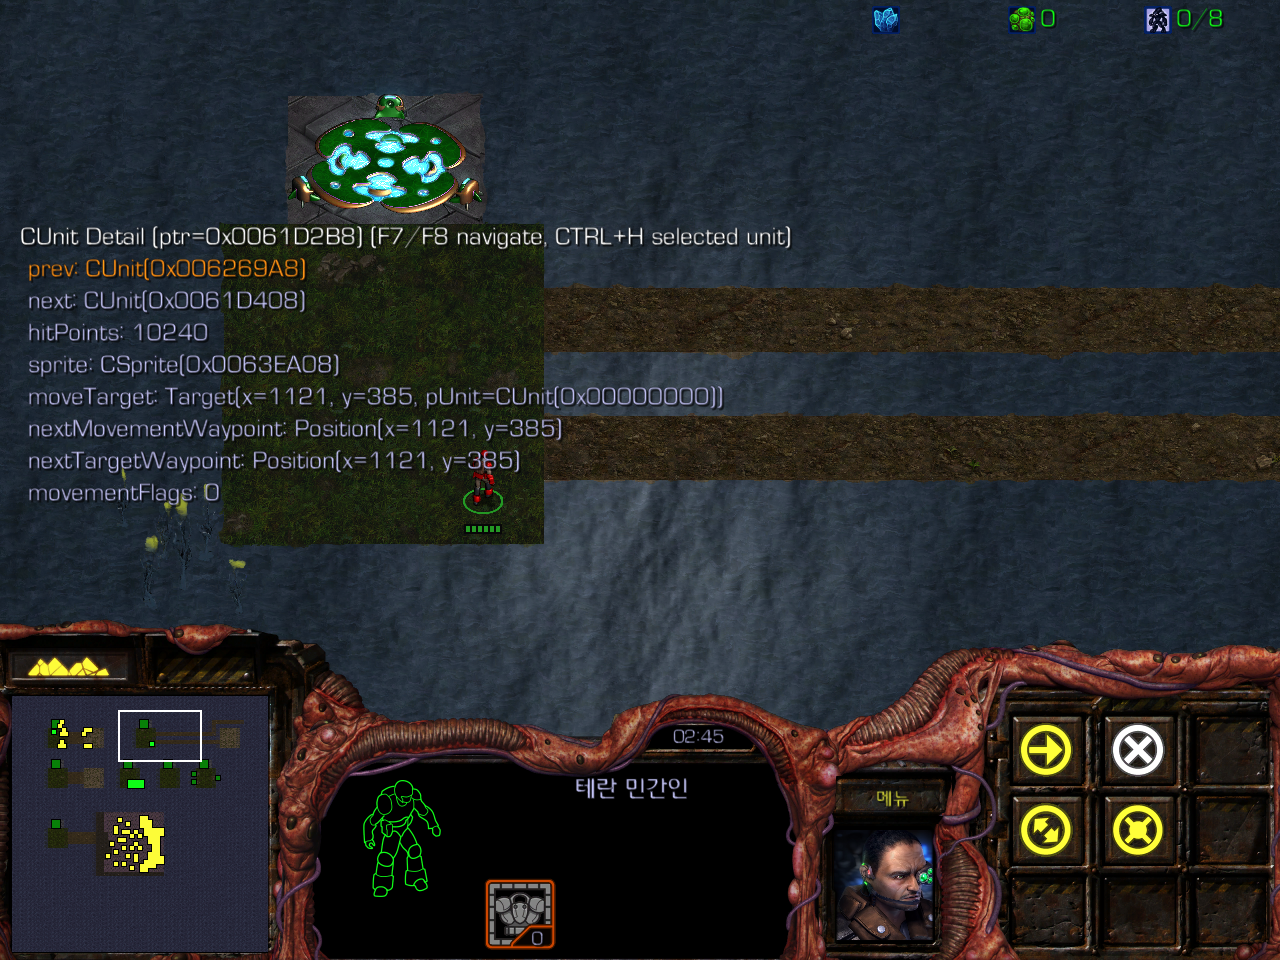 0
0/8
CUnit Detail (ptr=0x0061D2B8) (F7/F8 navigate, CTRL+H selected unit)
prev: CUnit(0x006269A8)
next: CUnit(0x0061D408)
hitPoints: 10240
sprite: CSprite(0x0063EA08)
moveTarget: Target(x=1121, y=385, pUnit=CUnit(0x00000000))
nextMovementWaypoint: Position(x=1121, y=385)
nextTargetWaypoint: Position(x=1121, y=385)
movementFlags: 0
02:45
테란 민간인
메뉴
0